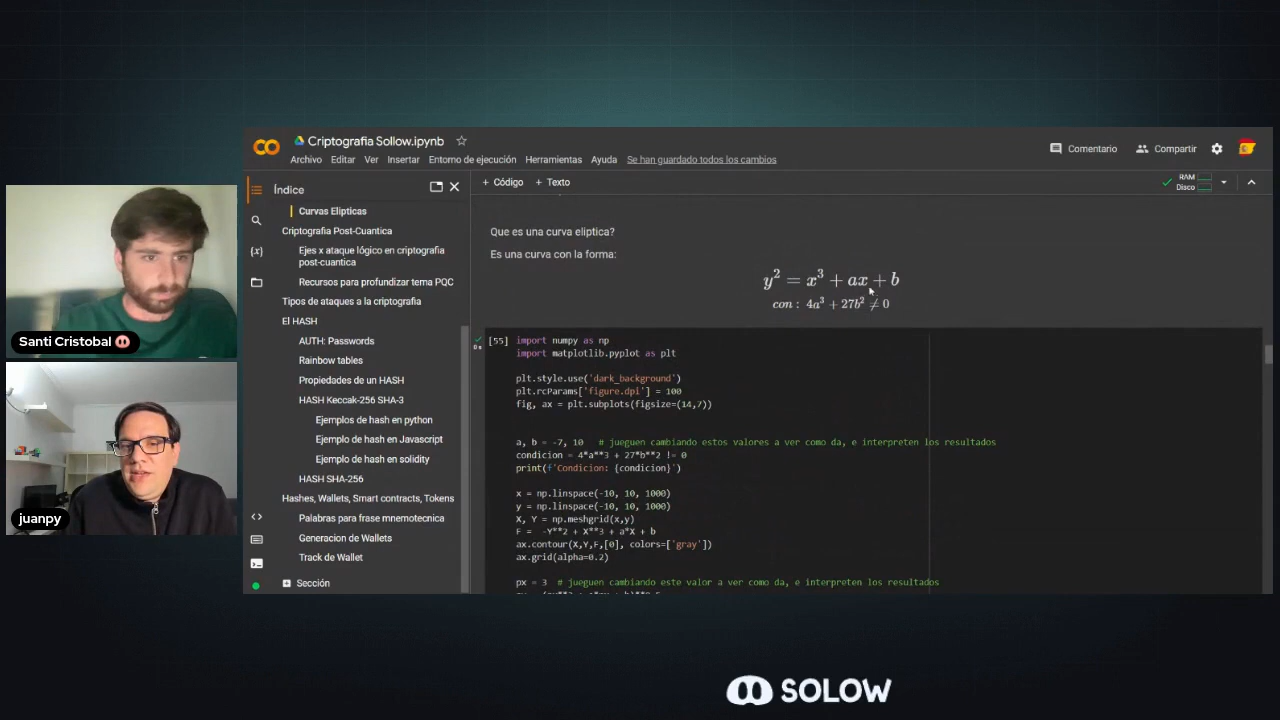 Criptografia Sollow.ipynb
Archivo Editar Ver Insertar Entorno de ejecución Herramientas Ayuda Se han guardado todos los cambios
Comentario
Compartir
Índice
Curvas Elipticas
Criptografia Post-Cuantica
Ejes x ataque lógico en criptografia
post-cuantica
Recursos para profundizar tema PQC
Tipos de ataques a la criptografia
El HASH
AUTH: Passwords
Rainbow tables
Propiedades de un HASH
HASH Keccak-256 SHA-3
Ejemplos de hash en python
Ejemplo de hash en Javascript
Ejemplo de hash en solidity
HASH SHA-256
Hashes, Wallets, Smart contracts, Tokens
Palabras para frase mnemotecnica
Generacion de Wallets
Track de Wallet
Sección
+ Código + Texto
RAM
Disco
Que es una curva eliptica?
Es una curva con la forma:
y² = x³ + ax + b
con : 4a³ + 27b² ≠ 0
[55] import numpy as np
0 s
import matplotlib.pyplot as plt
plt.style.use('dark_background')
plt.rcParams['figure.dpi'] = 100
fig, ax = plt.subplots(figsize=(14,7))
a, b = -7, 10 # jueguen cambiando estos valores a ver como da, e interpreten los resultados
condicion = 4*a**3 + 27*b**2 != 0
print(f'Condicion: {condicion}')
x = np.linspace(-10, 10, 1000)
y = np.linspace(-10, 10, 1000)
X, Y = np.meshgrid(x,y)
F = -Y**2 + X**3 + a*X + b
ax.contour(X,Y,F,[0], colors=['gray'])
ax.grid(alpha=0.2)
px = 3 # jueguen cambiando este valor a ver como da, e interpreten los resultados
Santi Cristobal
juanpy
SOLOW